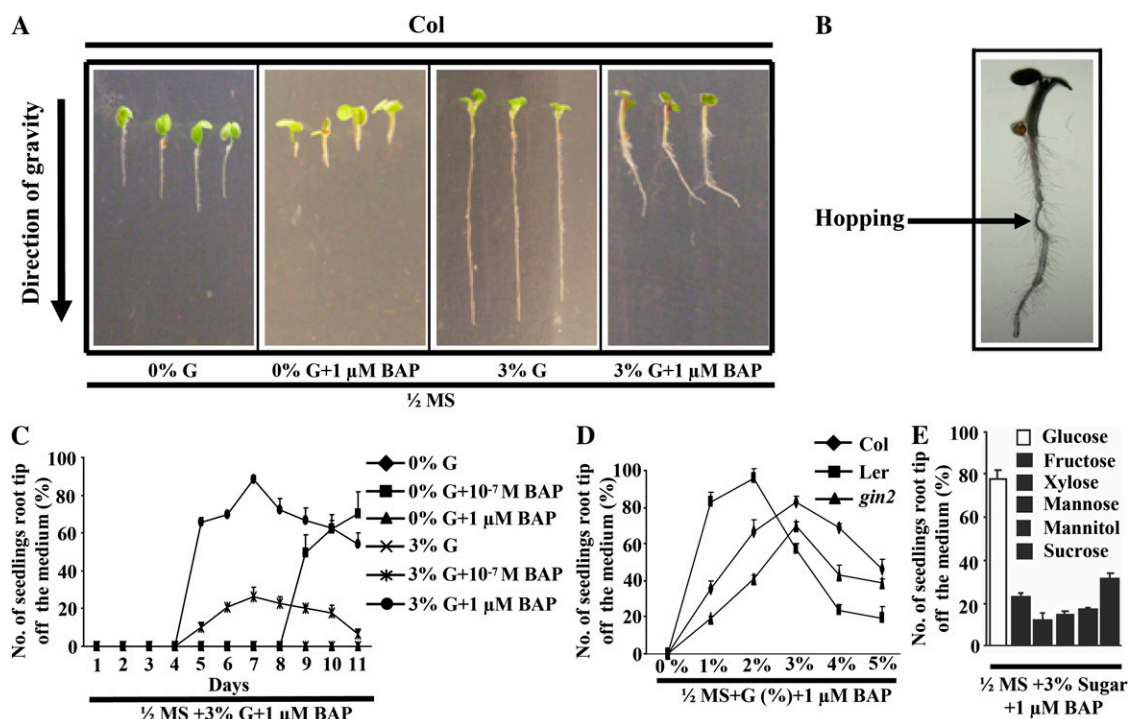 A
Col
B
Direction of gravity
Hopping
0% G
0% G+1 µM BAP
3% G
3% G+1 µM BAP
½ MS
C
No. of seedlings root tip
off the medium (%)
100
80
60
40
20
0
1 2 3 4 5 6 7 8 9 10 11
Days
½ MS +3% G+1 µM BAP
0% G
0% G+10⁻⁷ M BAP
0% G+1 µM BAP
3% G
3% G+10⁻⁷ M BAP
3% G+1 µM BAP
D
No. of seedlings root tip
off the medium (%)
100
80
60
40
20
0
0% 1% 2% 3% 4% 5%
½ MS+G (%)+1 µM BAP
Col
Ler
gin2
E
No. of seedlings root tip
off the medium (%)
100
80
60
40
20
0
Glucose
Fructose
Xylose
Mannose
Mannitol
Sucrose
½ MS +3% Sugar
+1 µM BAP